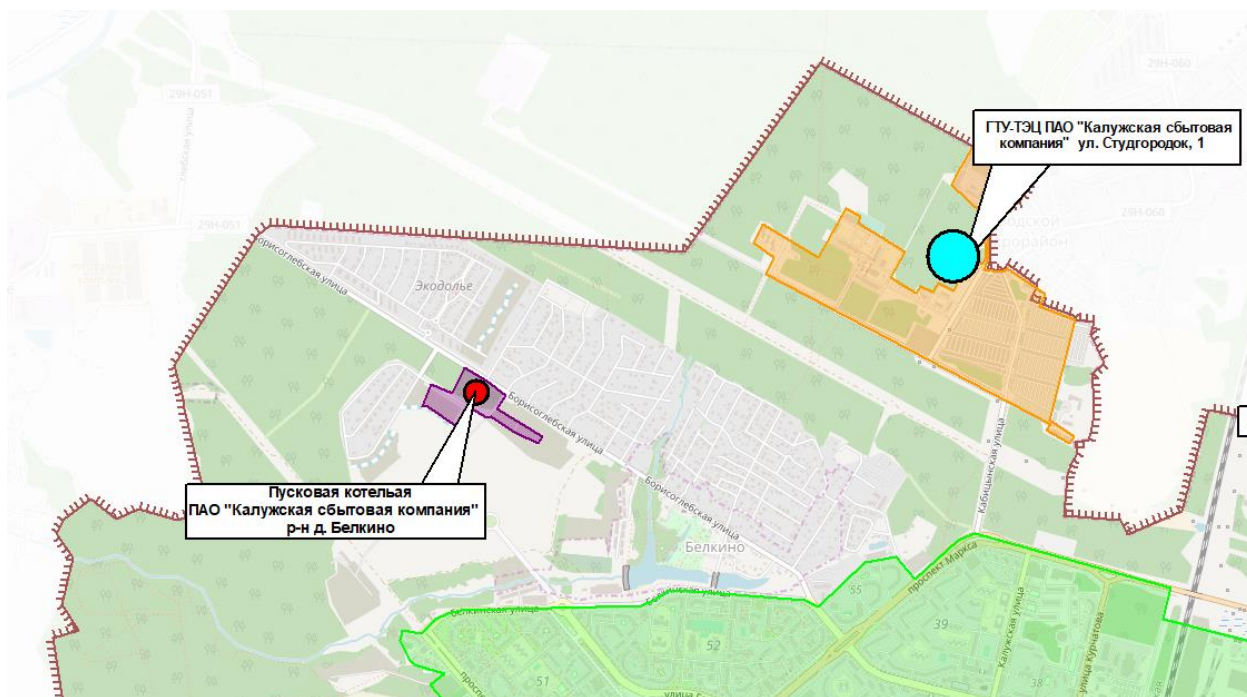 29Н-060
29Н-051
ГТУ-ТЭЦ ПАО "Калужская сбытовая
компания" ул. Студгородок, 1
29Н-051
29Н-060
Борисоглебская улица
Экодолье
Борисоглебская улица
Кабицынская улица
Пусковая котельая
ПАО "Калужская сбытовая компания"
р-н д. Белкино
Борисоглебская улица
Белкино
проспект Маркса
55
Белкинская улица
39
Калужская улица
улица Курчатова
52
51
38